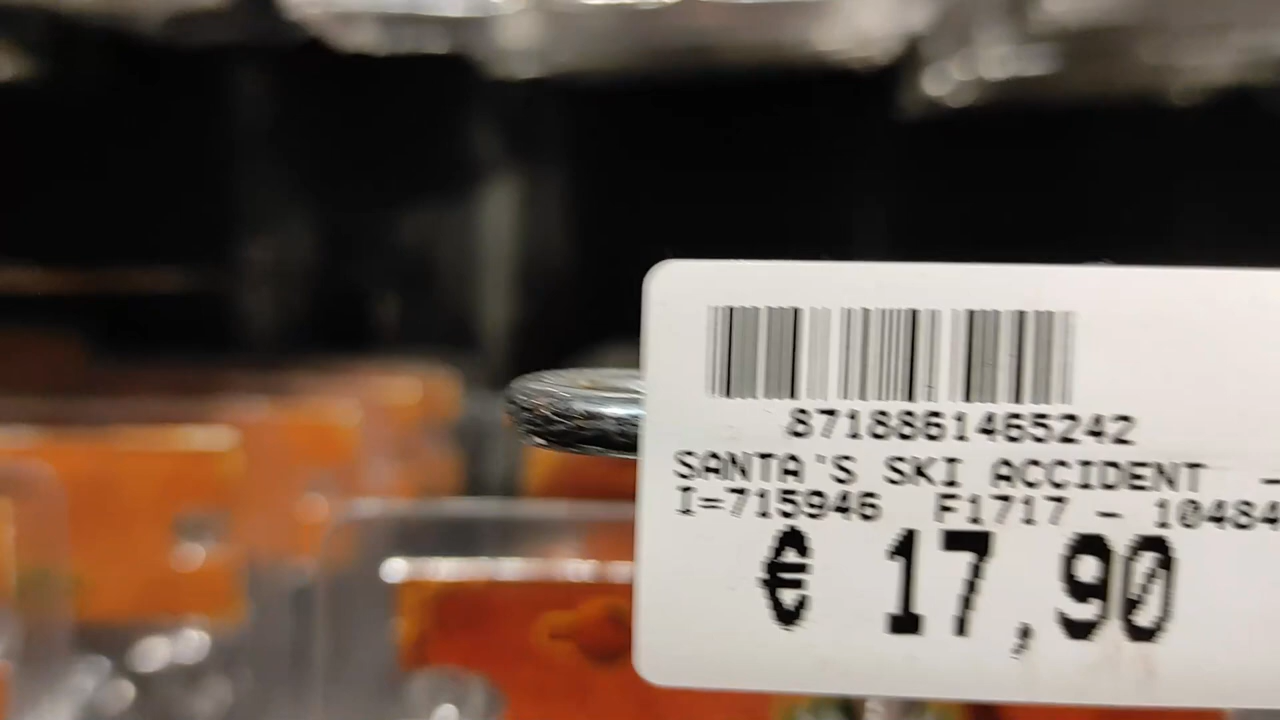 8718861465242
SANTA'S SKI ACCIDENT -
I=715946 F1717 - 10484
€ 17,90